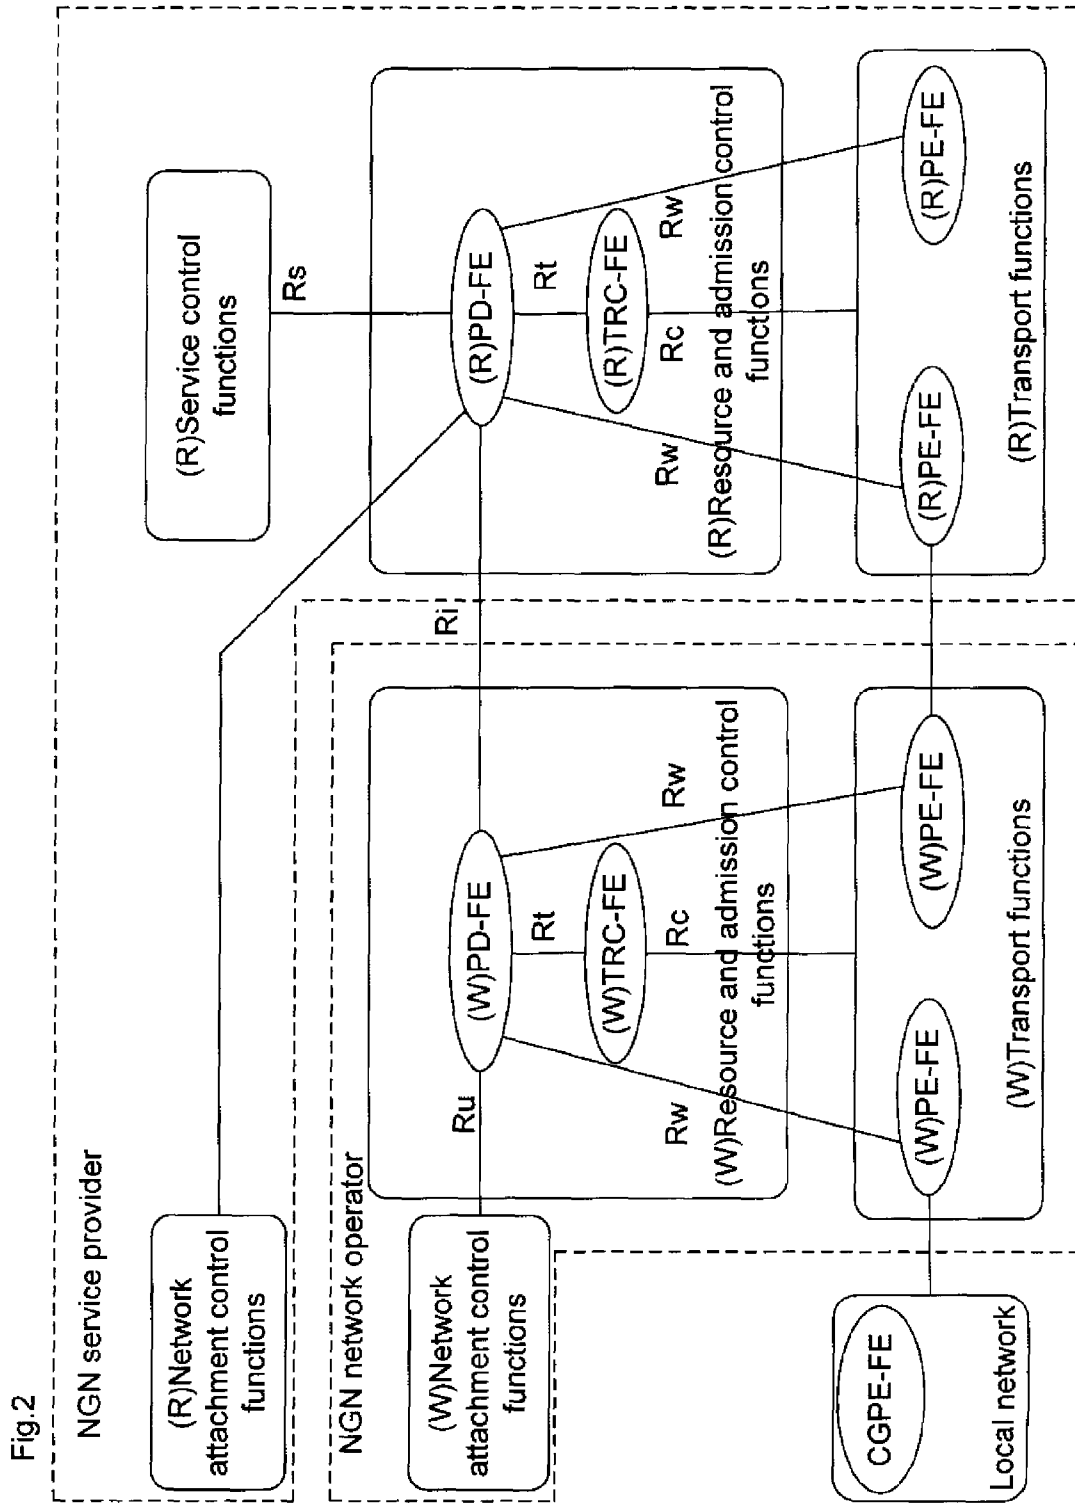 Fig.2
NGN service provider
(R)Network
attachment control
functions
(R)Service control
functions
Rs
NGN network operator
Ri
(W)Network
attachment control
functions
Ru
(W)PD-FE
Rt
(W)TRC-FE
Rw
Rc
Rw
(W)Resource and admission control
functions
(R)PD-FE
Rt
(R)TRC-FE
Rw
Rc
Rw
(R)Resource and admission control
functions
CGPE-FE
Local network
(W)PE-FE
(W)PE-FE
(W)Transport functions
(R)PE-FE
(R)PE-FE
(R)Transport functions